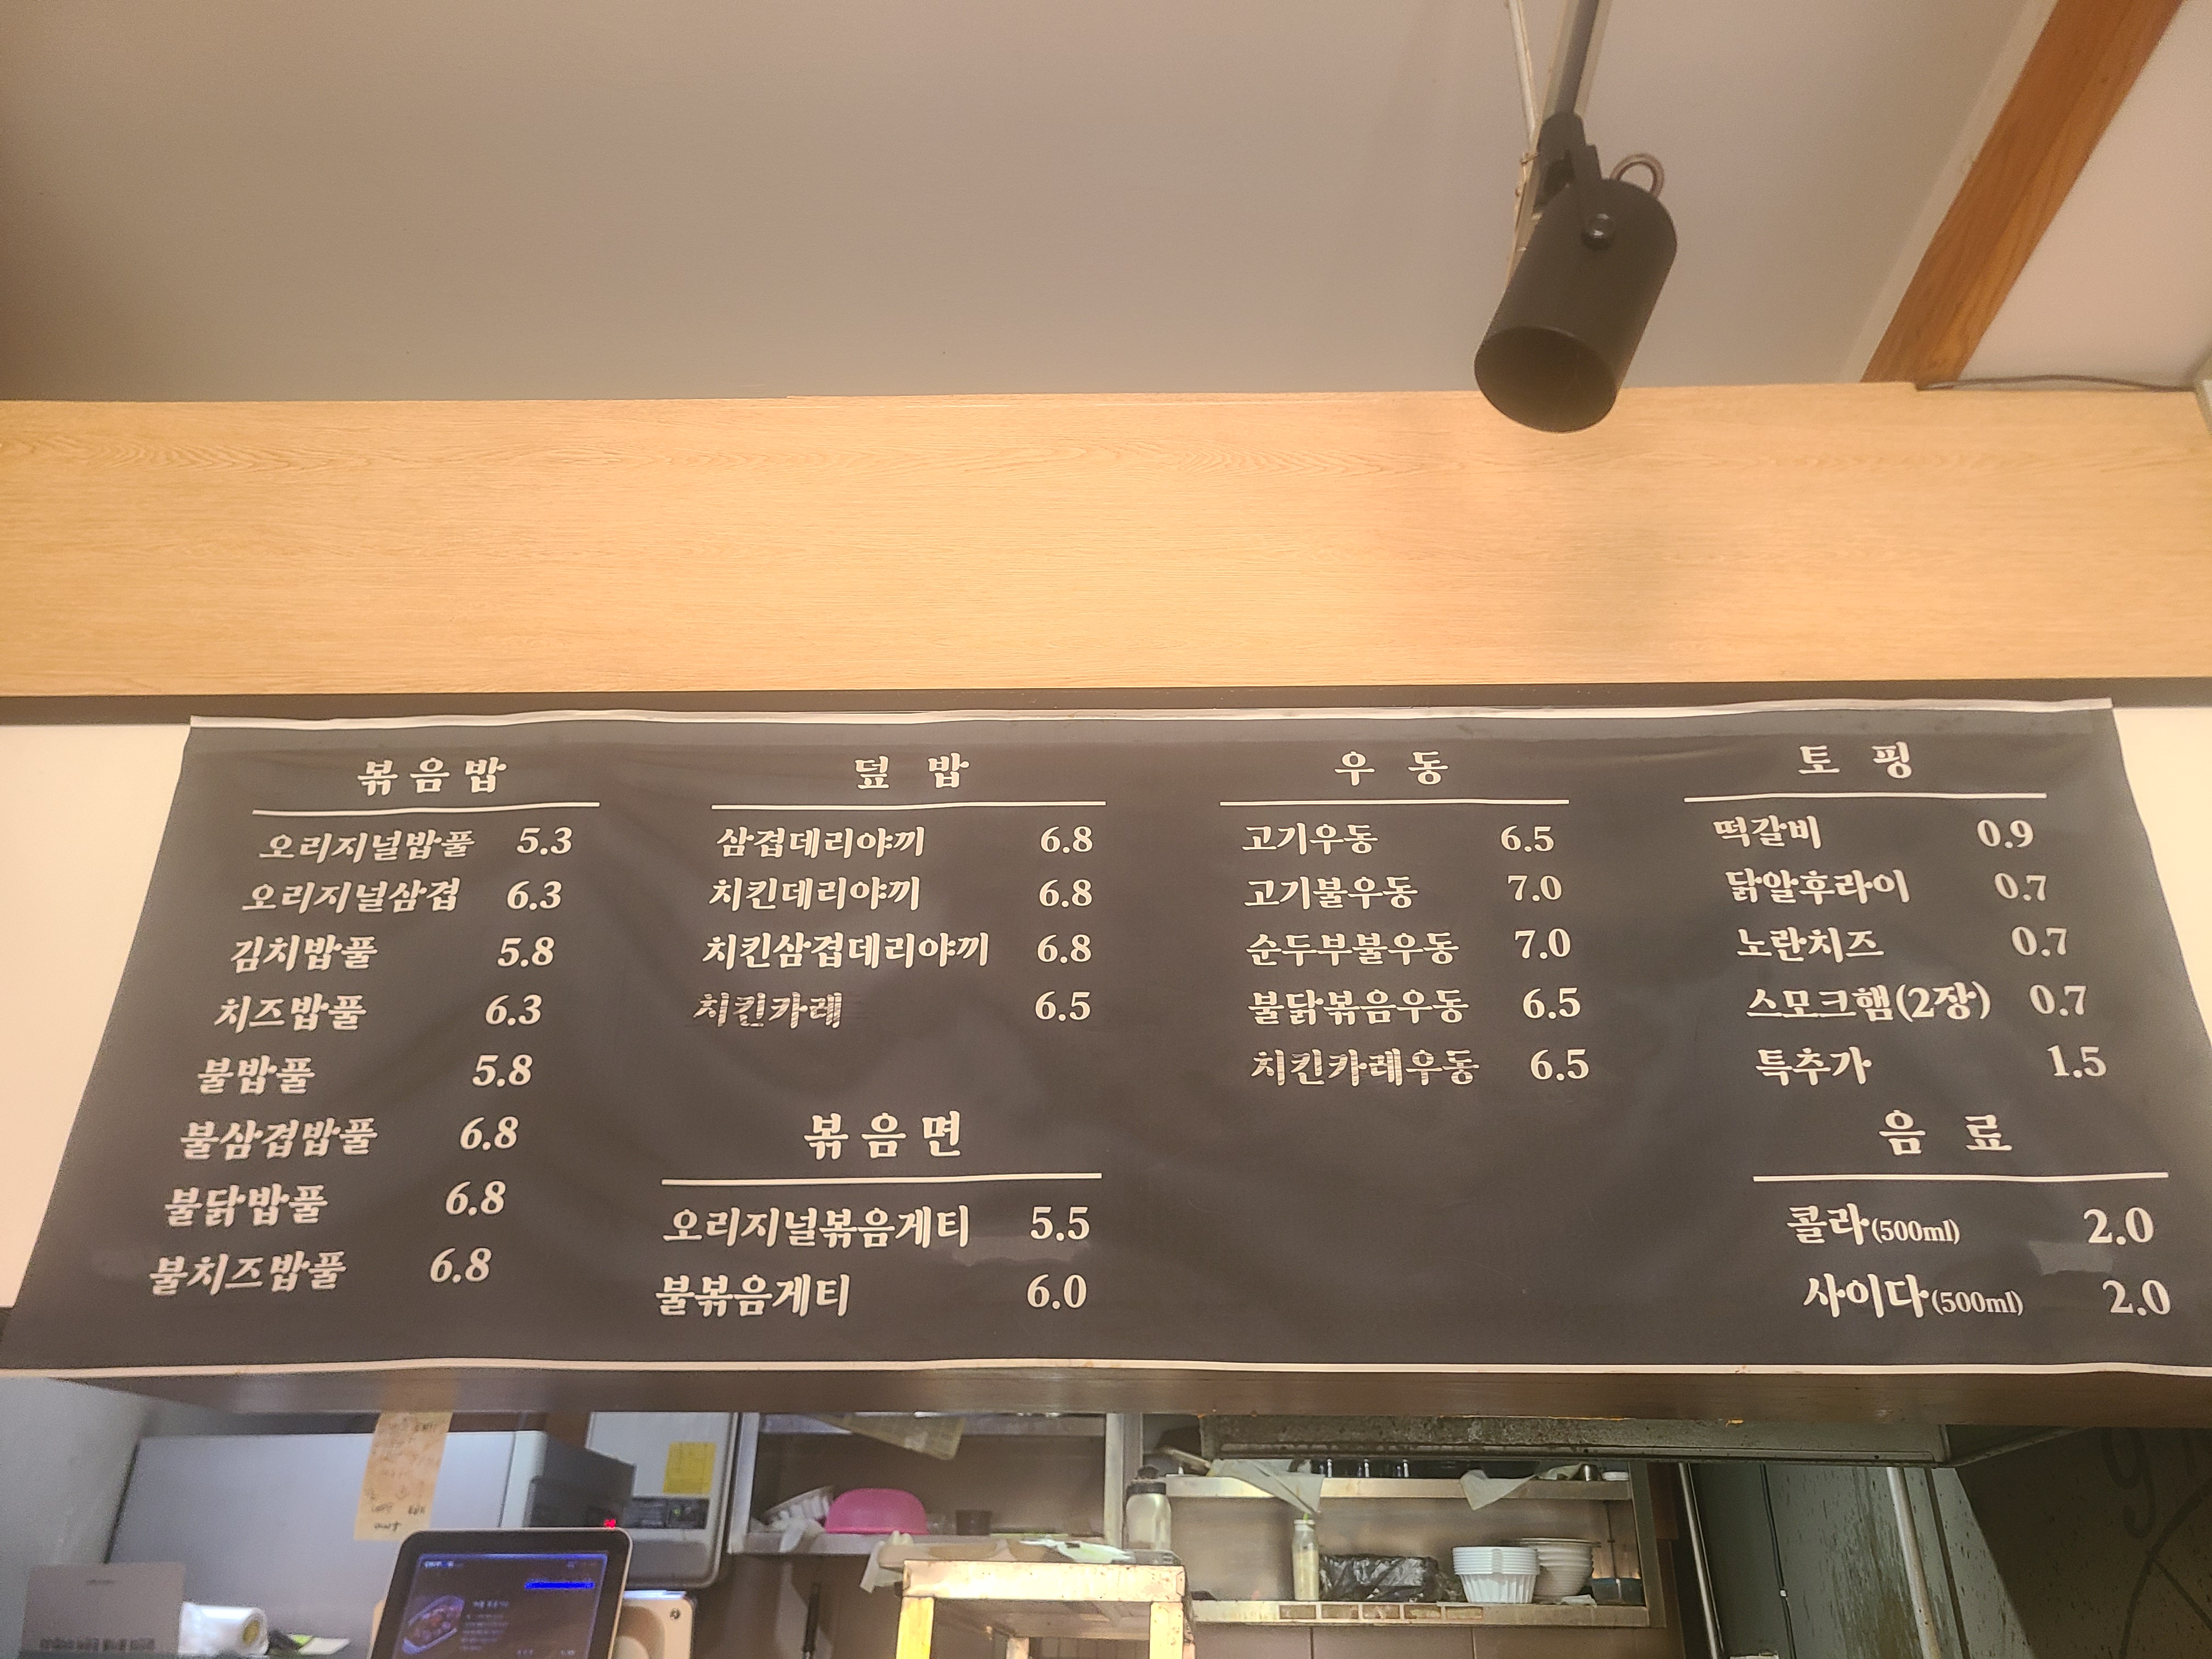 볶음밥
오리지널밥풀 5.3
오리지널삼겹 6.3
김치밥풀 5.8
치즈밥풀 6.3
불밥풀 5.8
불삼겹밥풀 6.8
불닭밥풀 6.8
불치즈밥풀 6.8
덮 밥
삼겹데리야끼 6.8
치킨데리야끼 6.8
치킨삼겹데리야끼 6.8
치킨카레 6.5
볶음면
오리지널볶음게티 5.5
불볶음게티 6.0
우 동
고기우동 6.5
고기불우동 7.0
순두부불우동 7.0
불닭볶음우동 6.5
치킨카레우동 6.5
토 핑
떡갈비 0.9
닭알후라이 0.7
노란치즈 0.7
스모크햄(2장) 0.7
특추가 1.5
음 료
콜라(500ml) 2.0
사이다(500ml) 2.0